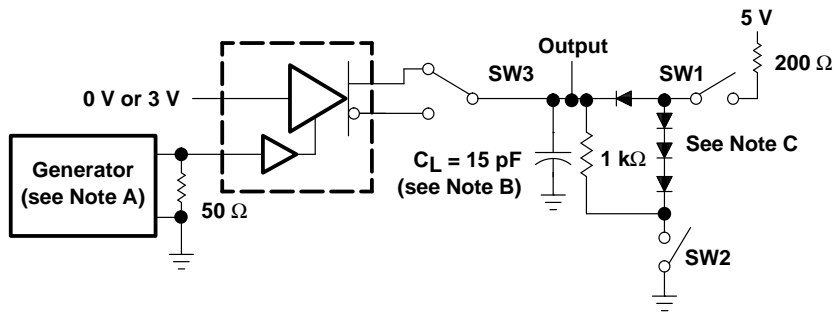 5 V
Output
SW3
SW1
200 Ω
0 V or 3 V
Generator
(see Note A)
50 Ω
CL = 15 pF
(see Note B)
1 kΩ
See Note C
SW2